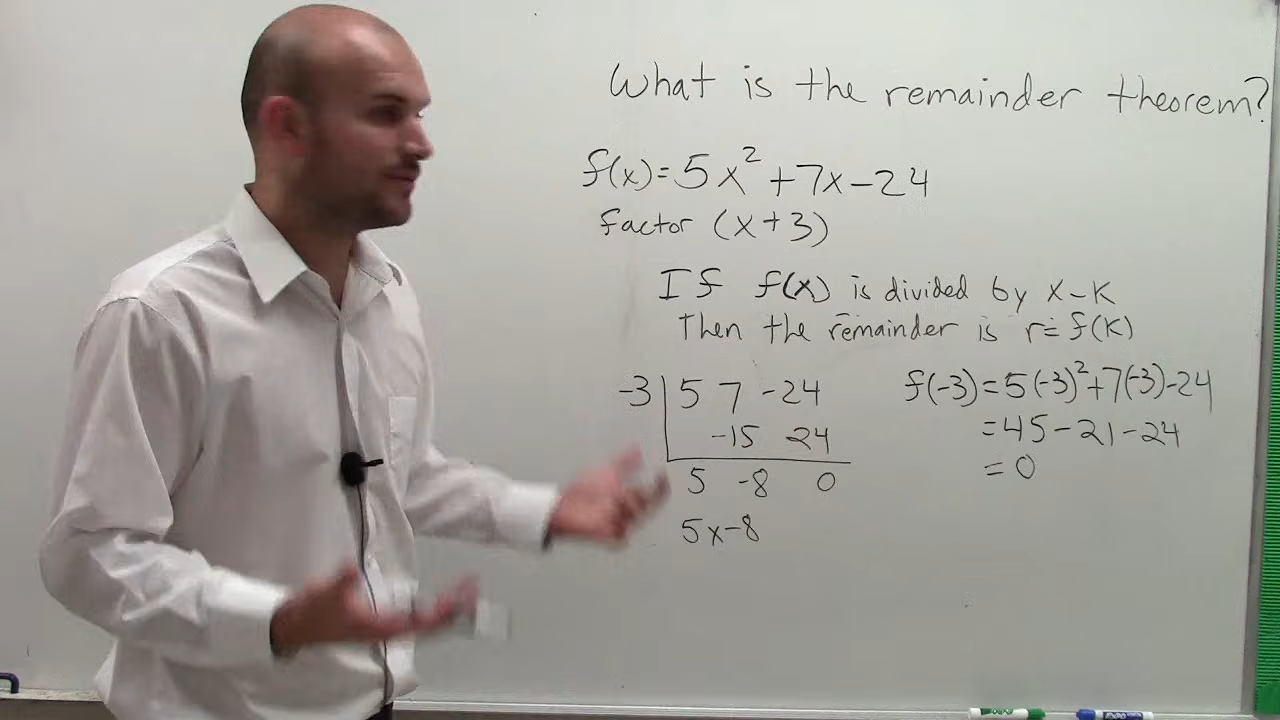 What is the remainder theorem?
f(x)=5x²+7x-24
factor (x+3)
If f(x) is divided by x-k
Then the remainder is r=f(k)
-3 | 5 7 -24
-15 24
5 -8 0
5x-8
f(-3)=5(-3)²+7(-3)-24
=45-21-24
=0